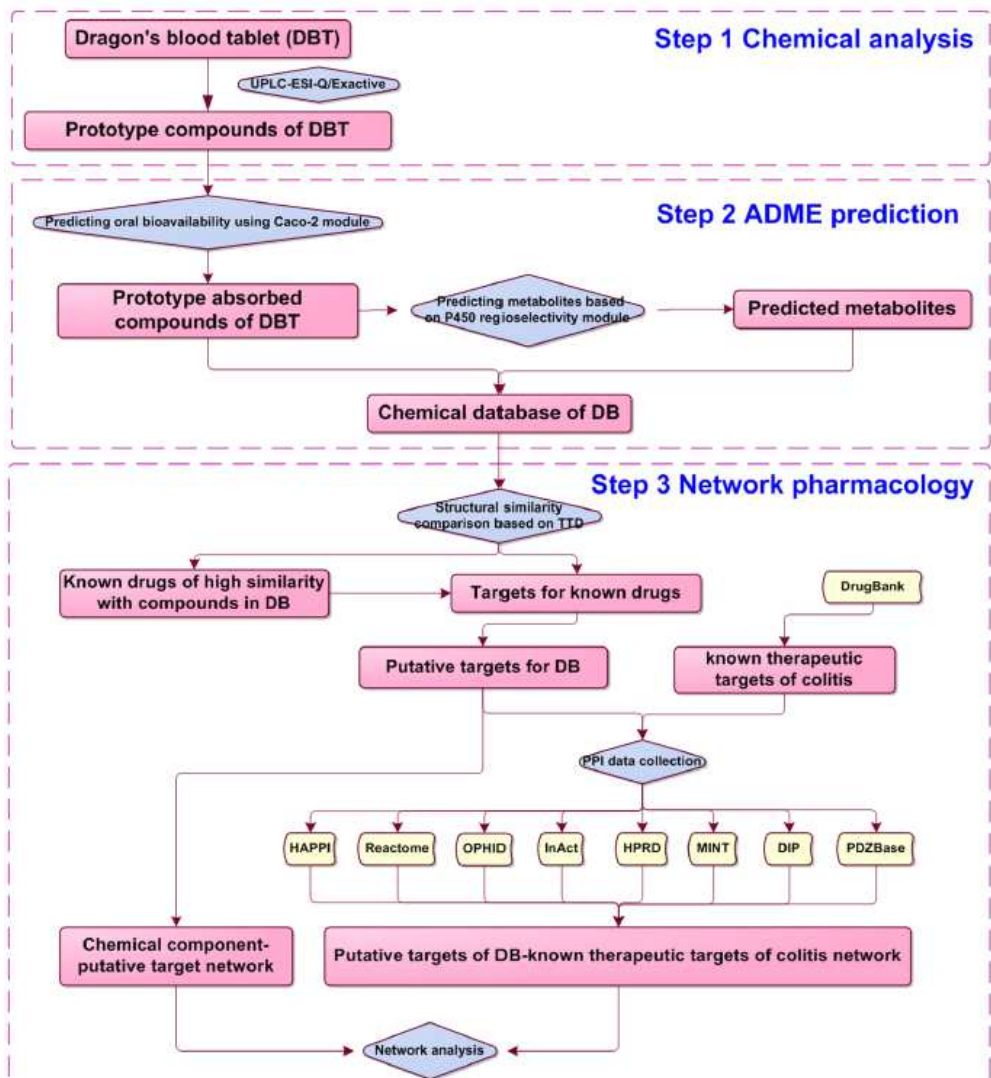 Dragon's blood tablet (DBT)
Step 1 Chemical analysis
UPLC-ESI-Q/Exactive
Prototype compounds of DBT
Step 2 ADME prediction
Predicting oral bioavailability using Caco-2 module
Prototype absorbed
compounds of DBT
Predicting metabolites based
on P450 regioselectivity module
Predicted metabolites
Chemical database of DB
Step 3 Network pharmacology
Structural similarity
comparison based on TTD
Known drugs of high similarity
with compounds in DB
Targets for known drugs
DrugBank
Putative targets for DB
known therapeutic
targets of colitis
PPI data collection
HAPPI
Reactome
OPHID
InAct
HPRD
MINT
DIP
PDZBase
Chemical component-
putative target network
Putative targets of DB-known therapeutic targets of colitis network
Network analysis